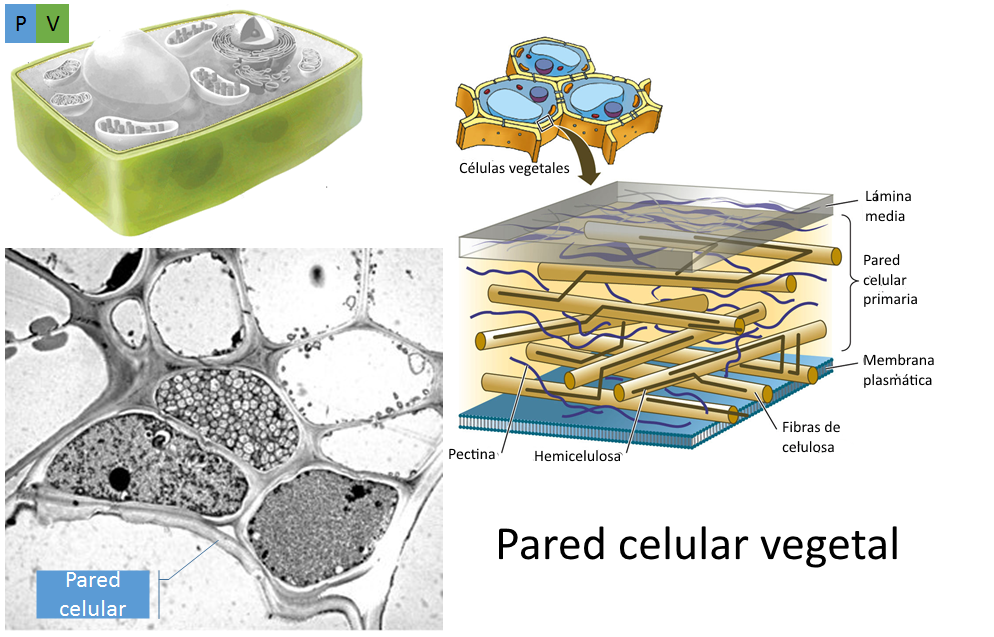 P V
Células vegetales
Lámina
media
Pared
celular
primaria
Membrana
plasmática
Fibras de
celulosa
Pectina
Hemicelulosa
Pared celular vegetal
Pared
celular